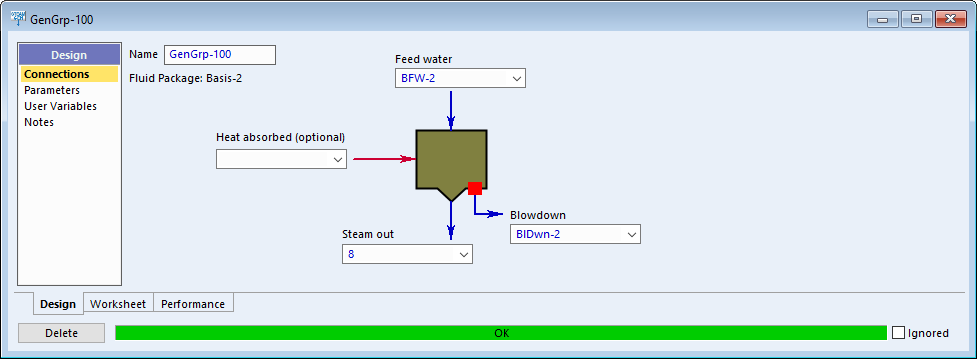 GenGrp-100
Design
Connections
Parameters
User Variables
Notes
Name GenGrp-100
Fluid Package: Basis-2
Feed water
BFW-2
Heat absorbed (optional)
Blowdown
BlDwn-2
Steam out
8
Design Worksheet Performance
Delete OK Ignored